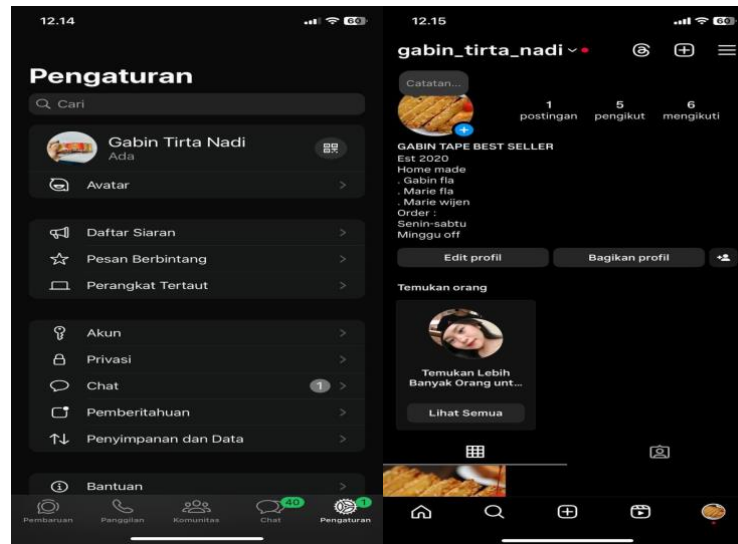 12.14
60
Pengaturan
Cari
Gabin Tirta Nadi
Ada
Avatar
Daftar Siaran
Pesan Berbintang
Perangkat Tertaut
Akun
Privasi
Chat
1
Pemberitahuan
Penyimpanan dan Data
Bantuan
40
1
Pembaruan
Panggilan
Komunitas
Chat
Pengaturan
12.15
60
gabin_tirta_nadi
Catatan...
1
5
6
postingan
pengikut
mengikuti
GABIN TAPE BEST SELLER
Est 2020
Home made
. Gabin fla
. Marie fla
. Marie wijen
Order :
Senin-sabtu
Minggu off
Edit profil
Bagikan profil
Temukan orang
Temukan Lebih
Banyak Orang unt...
Lihat Semua